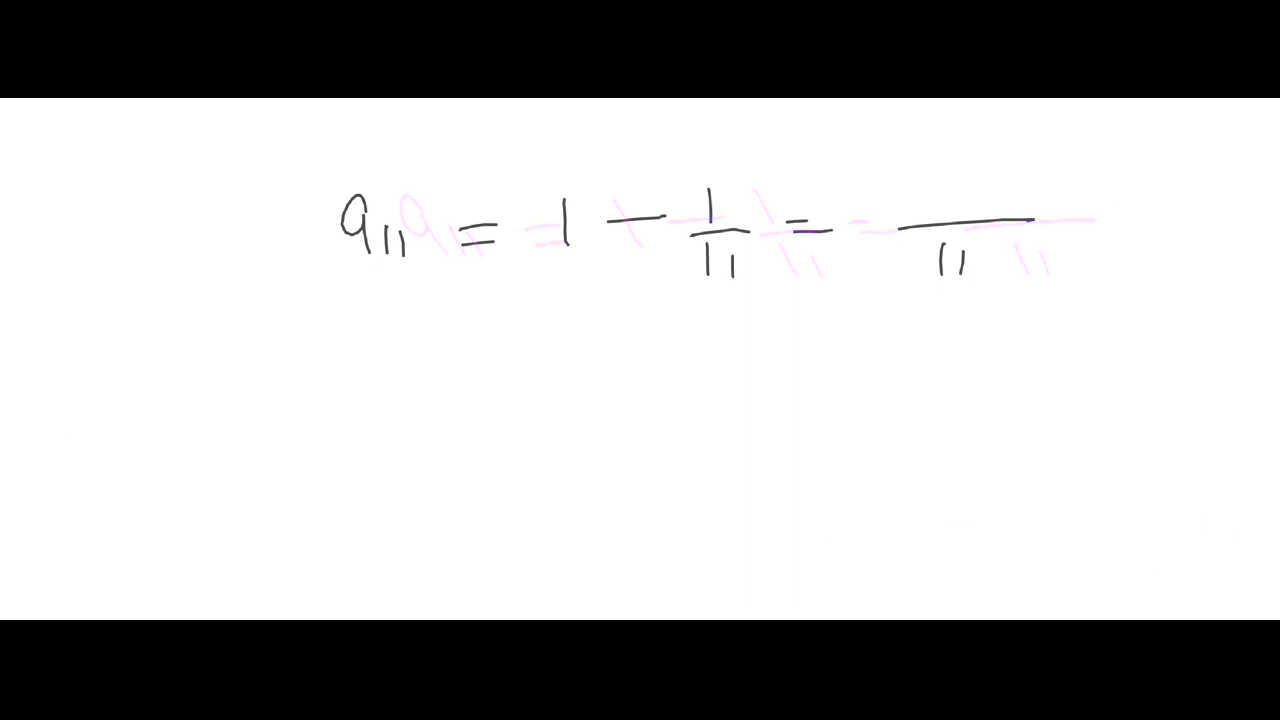 a₁₁ = 1 - 1/11 = /11